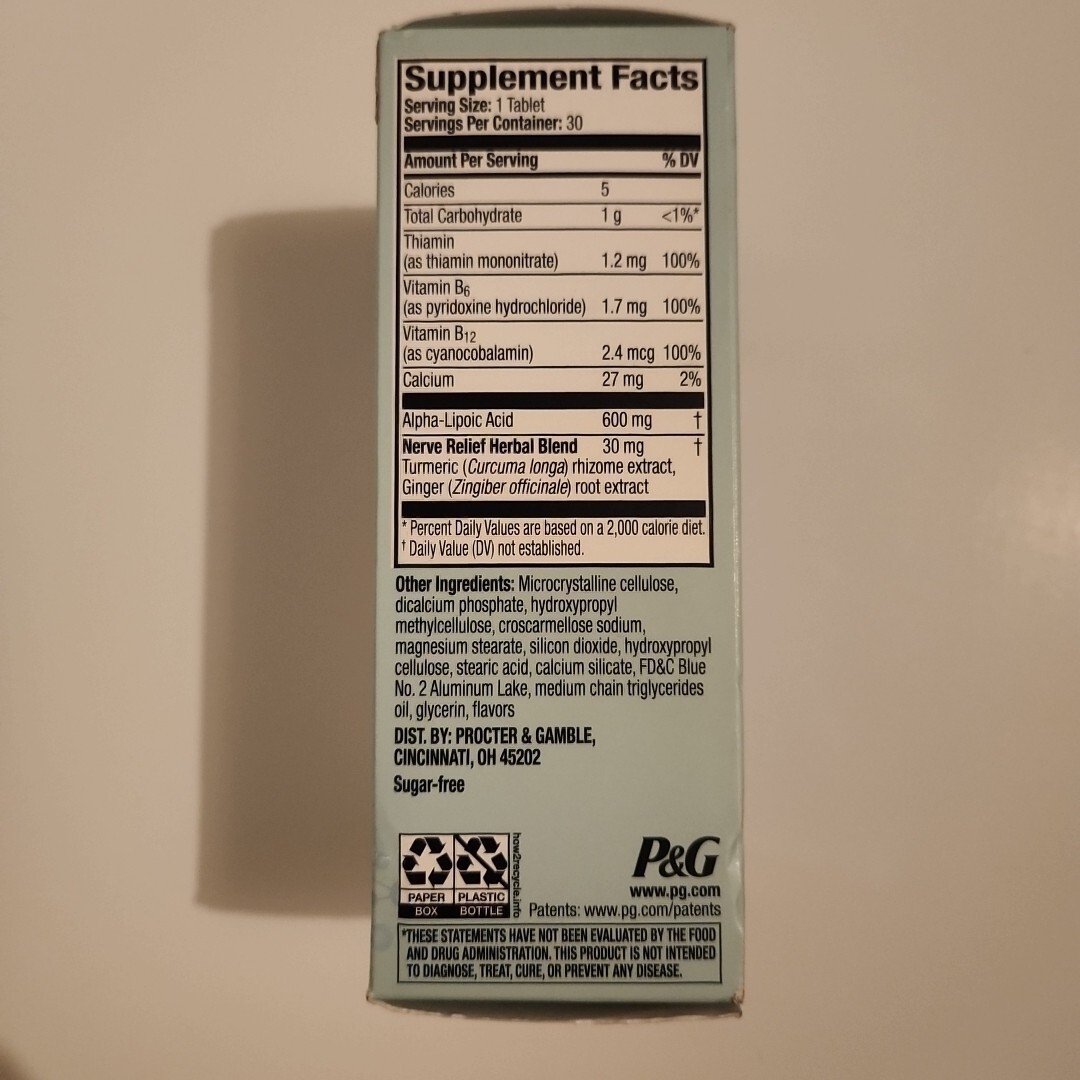 Supplement Facts
Serving Size: 1 Tablet
Servings Per Container: 30
Amount Per Serving % DV
Calories 5
Total Carbohydrate 1 g <1%*
Thiamin
(as thiamin mononitrate) 1.2 mg 100%
Vitamin B6
(as pyridoxine hydrochloride) 1.7 mg 100%
Vitamin B12
(as cyanocobalamin) 2.4 mcg 100%
Calcium 27 mg 2%
Alpha-Lipoic Acid 600 mg †
Nerve Relief Herbal Blend 30 mg †
Turmeric (Curcuma longa) rhizome extract,
Ginger (Zingiber officinale) root extract
* Percent Daily Values are based on a 2,000 calorie diet.
† Daily Value (DV) not established.
Other Ingredients: Microcrystalline cellulose,
dicalcium phosphate, hydroxypropyl
methylcellulose, croscarmellose sodium,
magnesium stearate, silicon dioxide, hydroxypropyl
cellulose, stearic acid, calcium silicate, FD&C Blue
No. 2 Aluminum Lake, medium chain triglycerides
oil, glycerin, flavors
DIST. BY: PROCTER & GAMBLE,
CINCINNATI, OH 45202
Sugar-free
PAPER PLASTIC
BOX BOTTLE
how2recycle.info
P&G
www.pg.com
Patents: www.pg.com/patents
*THESE STATEMENTS HAVE NOT BEEN EVALUATED BY THE FOOD
AND DRUG ADMINISTRATION. THIS PRODUCT IS NOT INTENDED
TO DIAGNOSE, TREAT, CURE, OR PREVENT ANY DISEASE.